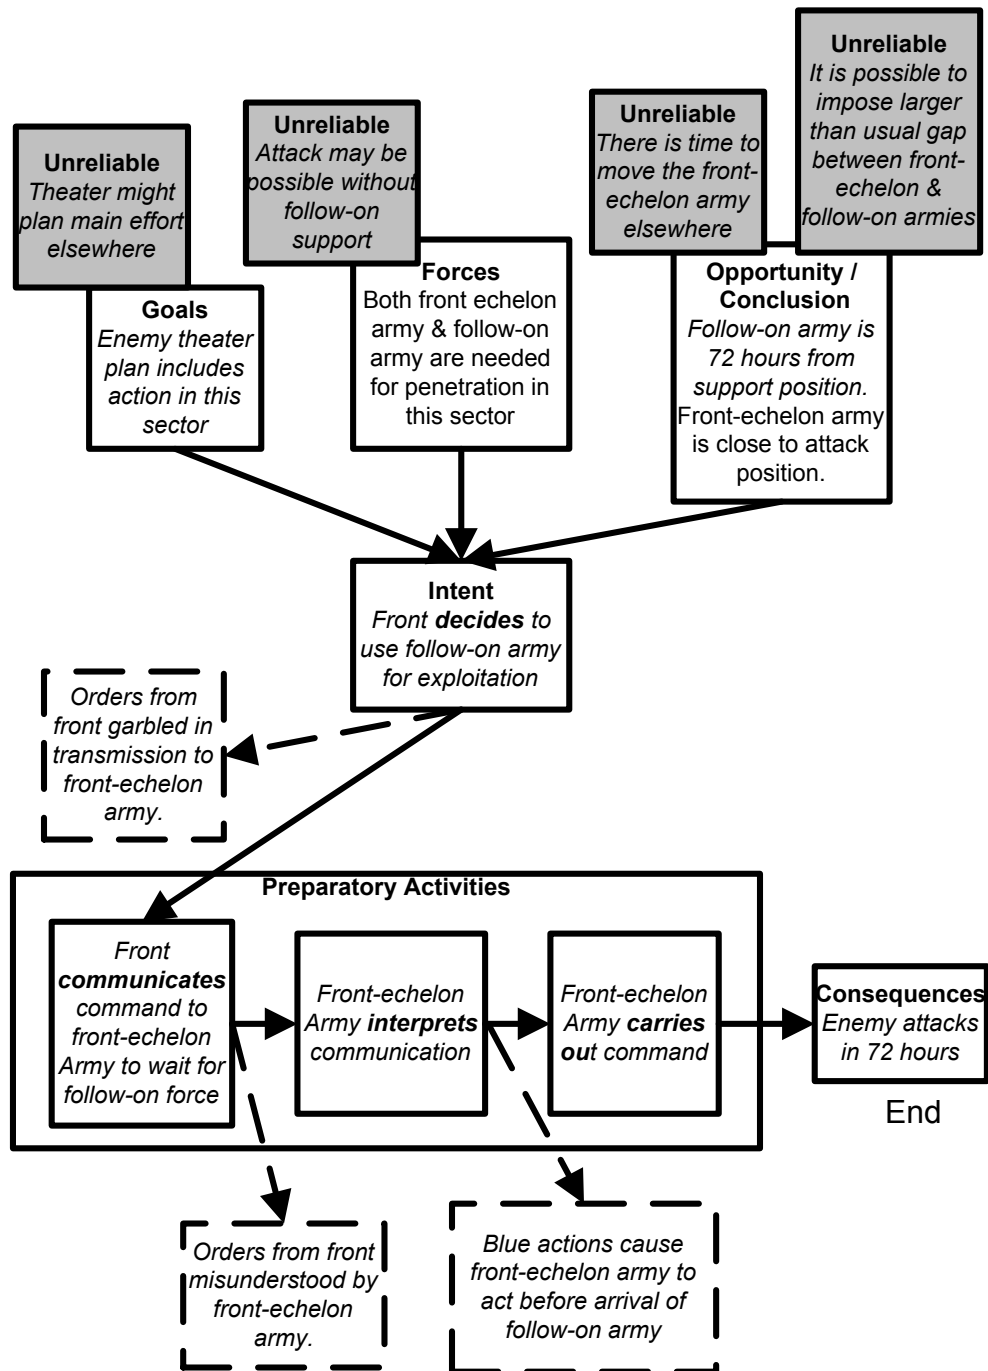 Unreliable
Theater might
plan main effort
elsewhere
Unreliable
Attack may be
possible without
follow-on
support
Unreliable
There is time to
move the front-
echelon army
elsewhere
Unreliable
It is possible to
impose larger
than usual gap
between front-
echelon &
follow-on armies
Goals
Enemy theater
plan includes
action in this
sector
Forces
Both front echelon
army & follow-on
army are needed
for penetration in
this sector
Opportunity /
Conclusion
Follow-on army is
72 hours from
support position.
Front-echelon army
is close to attack
position.
Intent
Front decides to
use follow-on army
for exploitation
Orders from
front garbled in
transmission to
front-echelon
army.
Preparatory Activities
Front
communicates
command to
front-echelon
Army to wait for
follow-on force
Front-echelon
Army interprets
communication
Front-echelon
Army carries
out command
Consequences
Enemy attacks
in 72 hours
End
Orders from front
misunderstood by
front-echelon
army.
Blue actions cause
front-echelon army to
act before arrival of
follow-on army